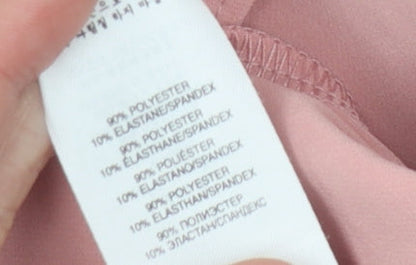 90% POLYESTER
10% ELASTANE/SPANDEX
90% POLYESTER
10% ÉLASTHANE/SPANDEX
90% POLIÉSTER
10% ELASTANO/SPANDEX
90% POLYESTER
10% ELASTHAN/SPANDEX
90% ПОЛИЭСТЕР
10% ЭЛАСТАН/СПАНДЕКС